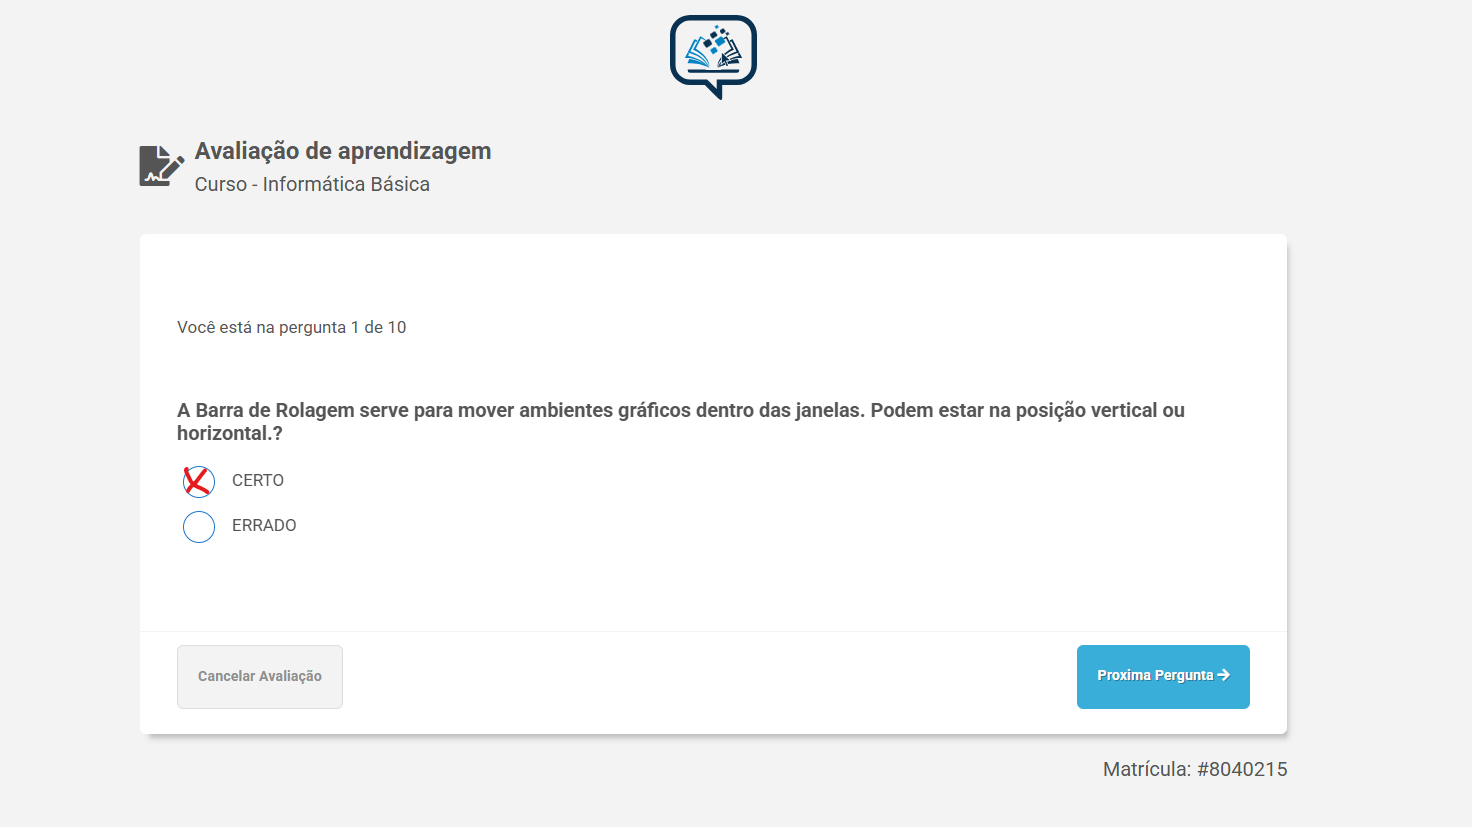 Avaliação de aprendizagem
Curso - Informática Básica
Você está na pergunta 1 de 10
A Barra de Rolagem serve para mover ambientes gráficos dentro das janelas. Podem estar na posição vertical ou
horizontal.?
CERTO
ERRADO
Cancelar Avaliação
Proxima Pergunta
Matrícula: #8040215